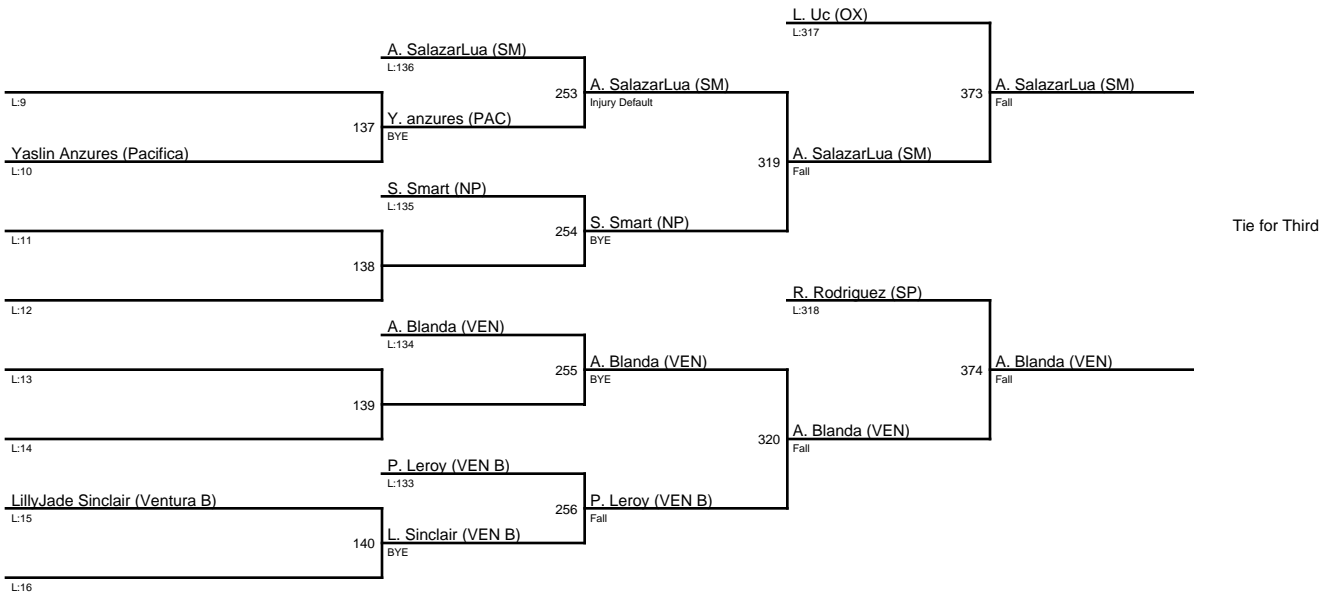 L. Uc (OX)
L:317
A. SalazarLua (SM)
L:136
253
A. SalazarLua (SM)
Injury Default
373
A. SalazarLua (SM)
Fall
L:9
137
Y. anzures (PAC)
BYE
Yaslin Anzures (Pacifica)
L:10
319
A. SalazarLua (SM)
Fall
S. Smart (NP)
L:135
L:11
254
S. Smart (NP)
BYE
Tie for Third
138
L:12
R. Rodriguez (SP)
L:318
A. Blanda (VEN)
L:134
L:13
255
A. Blanda (VEN)
BYE
374
A. Blanda (VEN)
Fall
139
L:14
320
A. Blanda (VEN)
Fall
P. Leroy (VEN B)
L:133
LillyJade Sinclair (Ventura B)
L:15
256
P. Leroy (VEN B)
Fall
140
L. Sinclair (VEN B)
BYE
L:16